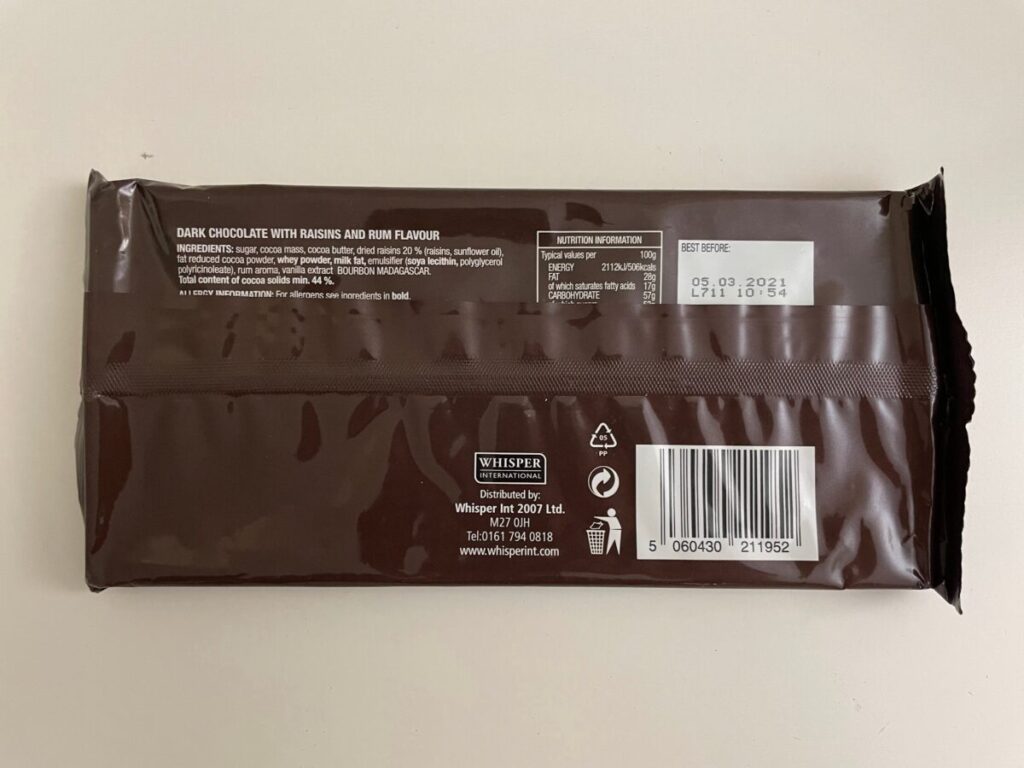 DARK CHOCOLATE WITH RAISINS AND RUM FLAVOUR
INGREDIENTS: sugar, cocoa mass, cocoa butter, dried raisins 20 % (raisins, sunflower oil),
fat reduced cocoa powder, whey powder, milk fat, emulsifier (soya lecithin, polyglycerol
polyricinoleate), rum aroma, vanilla extract BOURBON MADAGASCAR.
Total content of cocoa solids min. 44 %.
ALLERGY INFORMATION: For allergens see ingredients in bold.
NUTRITION INFORMATION
Typical values per 100g
ENERGY 2112kJ/506kcals
FAT 28g
of which saturates fatty acids 17g
CARBOHYDRATE 57g
BEST BEFORE:
05.03.2021
L711 10:54
WHISPER
INTERNATIONAL
Distributed by:
Whisper Int 2007 Ltd.
M27 0JH
Tel:0161 794 0818
www.whisperint.com
05
PP
5 060430 211952